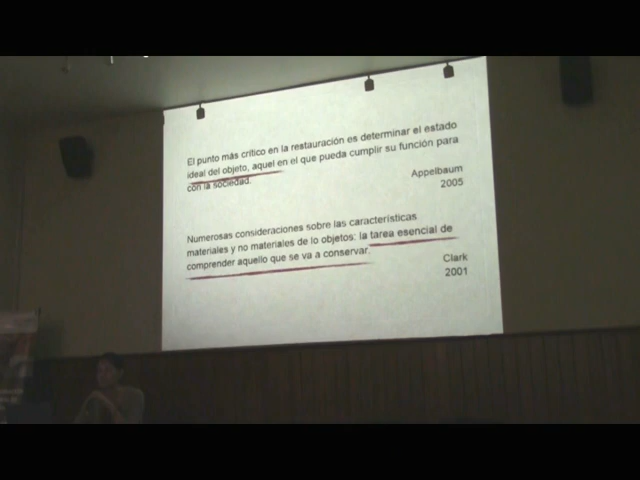 El punto más crítico en la restauración es determinar el estado
ideal del objeto, aquel en el que pueda cumplir su función para
con la sociedad.
Appelbaum
2005
Numerosas consideraciones sobre las características
materiales y no materiales de lo objetos: la tarea esencial de
comprender aquello que se va a conservar.
Clark
2001